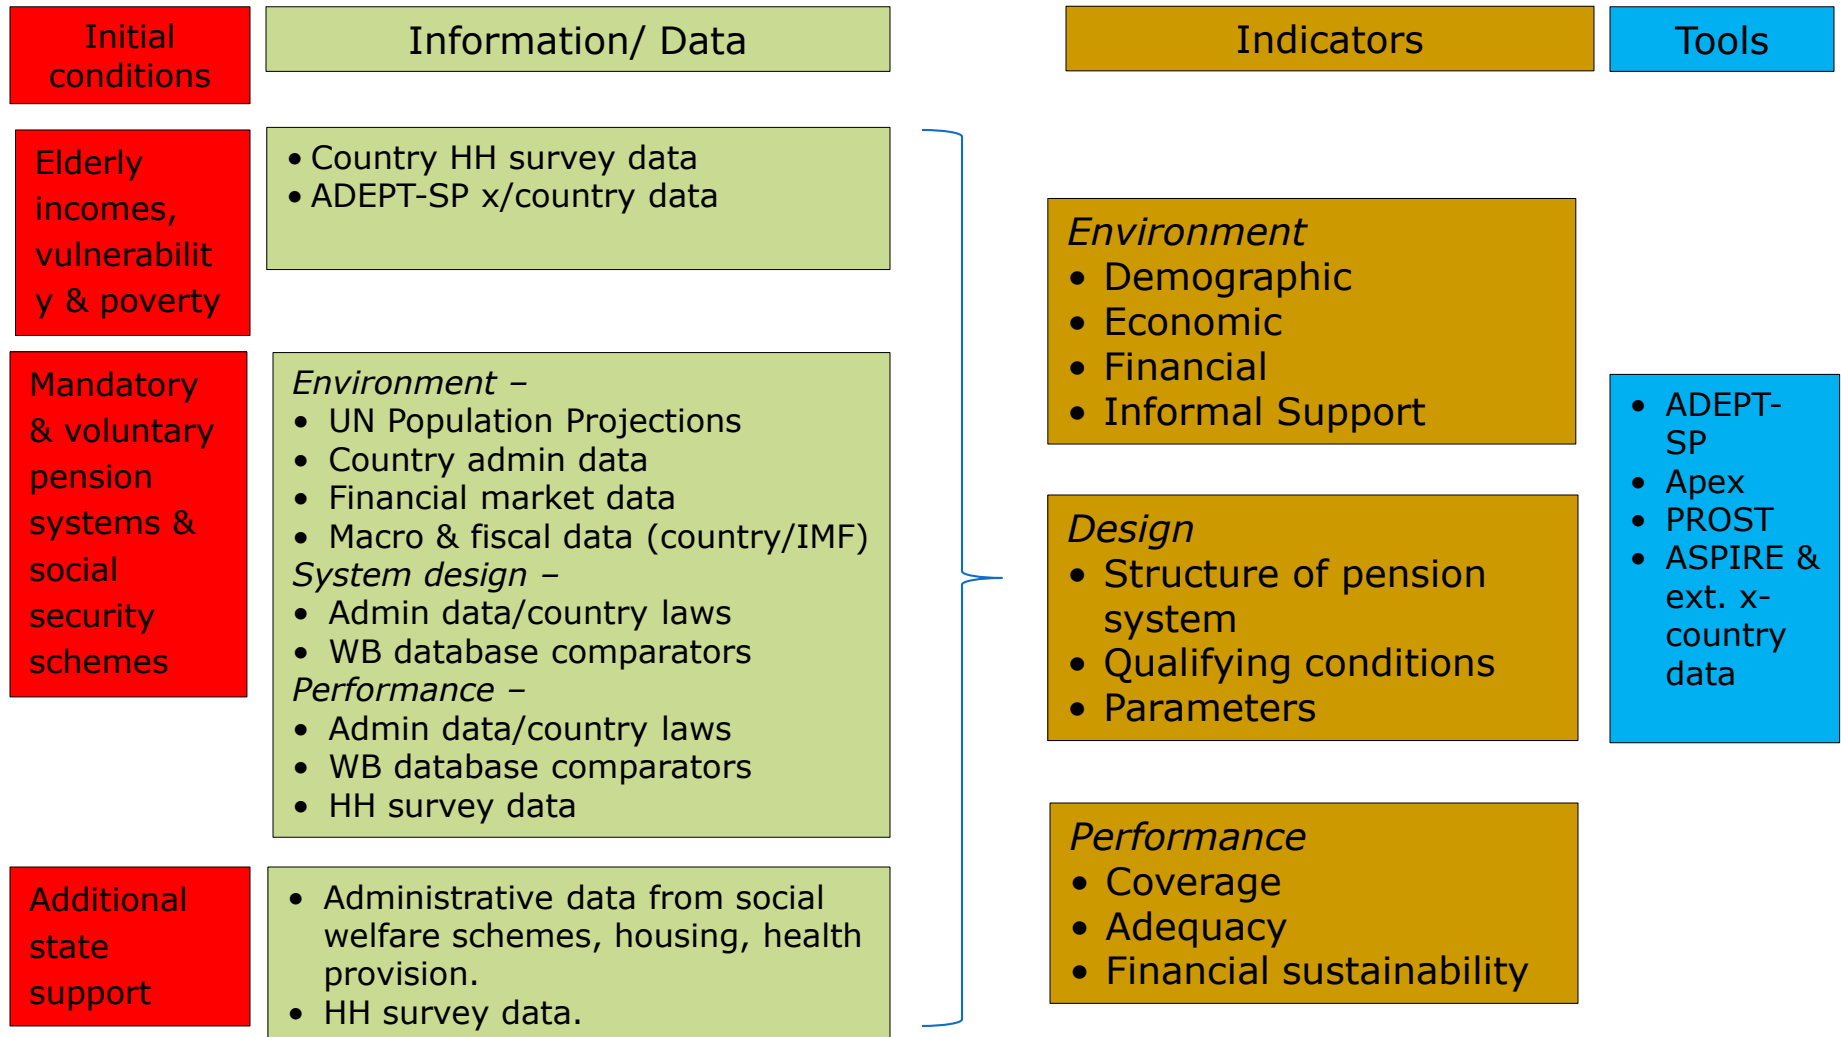 Initial
conditions
Information/ Data
Indicators
Tools
Elderly
incomes,
vulnerabilit
y & poverty
• Country HH survey data
• ADEPT-SP x/country data
Mandatory
& voluntary
pension
systems &
social
security
schemes
Environment –
• UN Population Projections
• Country admin data
• Financial market data
• Macro & fiscal data (country/IMF)
System design –
• Admin data/country laws
• WB database comparators
Performance –
• Admin data/country laws
• WB database comparators
• HH survey data
Additional
state
support
• Administrative data from social
welfare schemes, housing, health
provision.
• HH survey data.
Environment
• Demographic
• Economic
• Financial
• Informal Support
Design
• Structure of pension
system
• Qualifying conditions
• Parameters
Performance
• Coverage
• Adequacy
• Financial sustainability
• ADEPT-
SP
• Apex
• PROST
• ASPIRE &
ext. x-
country
data